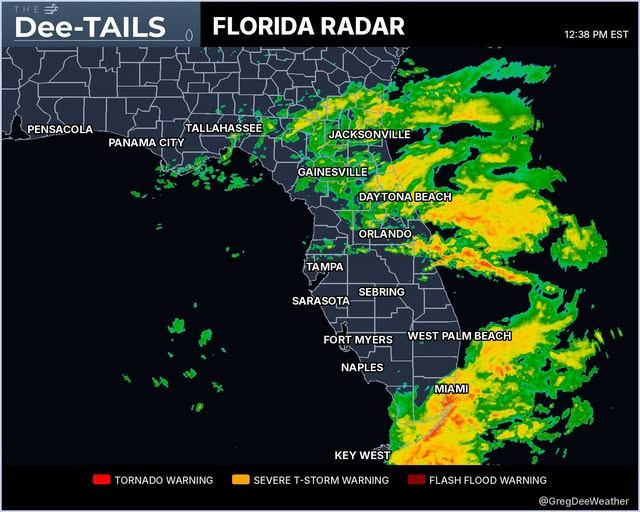 THE
Dee-TAILS
FLORIDA RADAR
12:38 PM EST
PENSACOLA
PANAMA CITY
TALLAHASSEE
JACKSONVILLE
GAINESVILLE
DAYTONA BEACH
ORLANDO
TAMPA
SEBRING
SARASOTA
FORT MYERS
WEST PALM BEACH
NAPLES
MIAMI
KEY WEST
TORNADO WARNING
SEVERE T-STORM WARNING
FLASH FLOOD WARNING
@GregDeeWeather